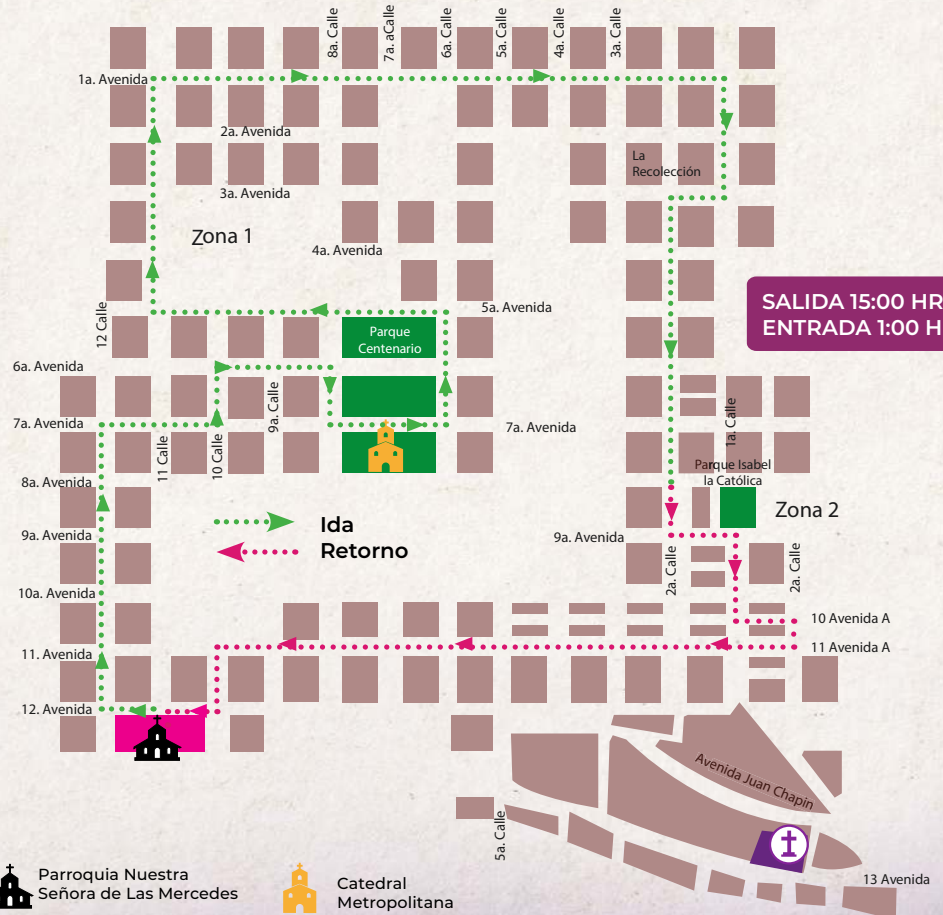 8a. Calle
7a. aCalle
6a. Calle
5a. Calle
4a. Calle
3a. Calle
1a. Avenida
2a. Avenida
La
Recolección
3a. Avenida
Zona 1
4a. Avenida
SALIDA 15:00 HR
ENTRADA 1:00 H
5a. Avenida
12 Calle
Parque
Centenario
6a. Avenida
9a. Calle
7a. Avenida
7a. Avenida
1a. Calle
11 Calle
10 Calle
Parque Isabel
la Católica
8a. Avenida
Zona 2
Ida
9a. Avenida
9a. Avenida
Retorno
2a. Calle
2a. Calle
10a. Avenida
10 Avenida A
11 Avenida A
11. Avenida
12. Avenida
Avenida Juan Chapin
5a. Calle
Parroquia Nuestra
Señora de Las Mercedes
Catedral
Metropolitana
13 Avenida